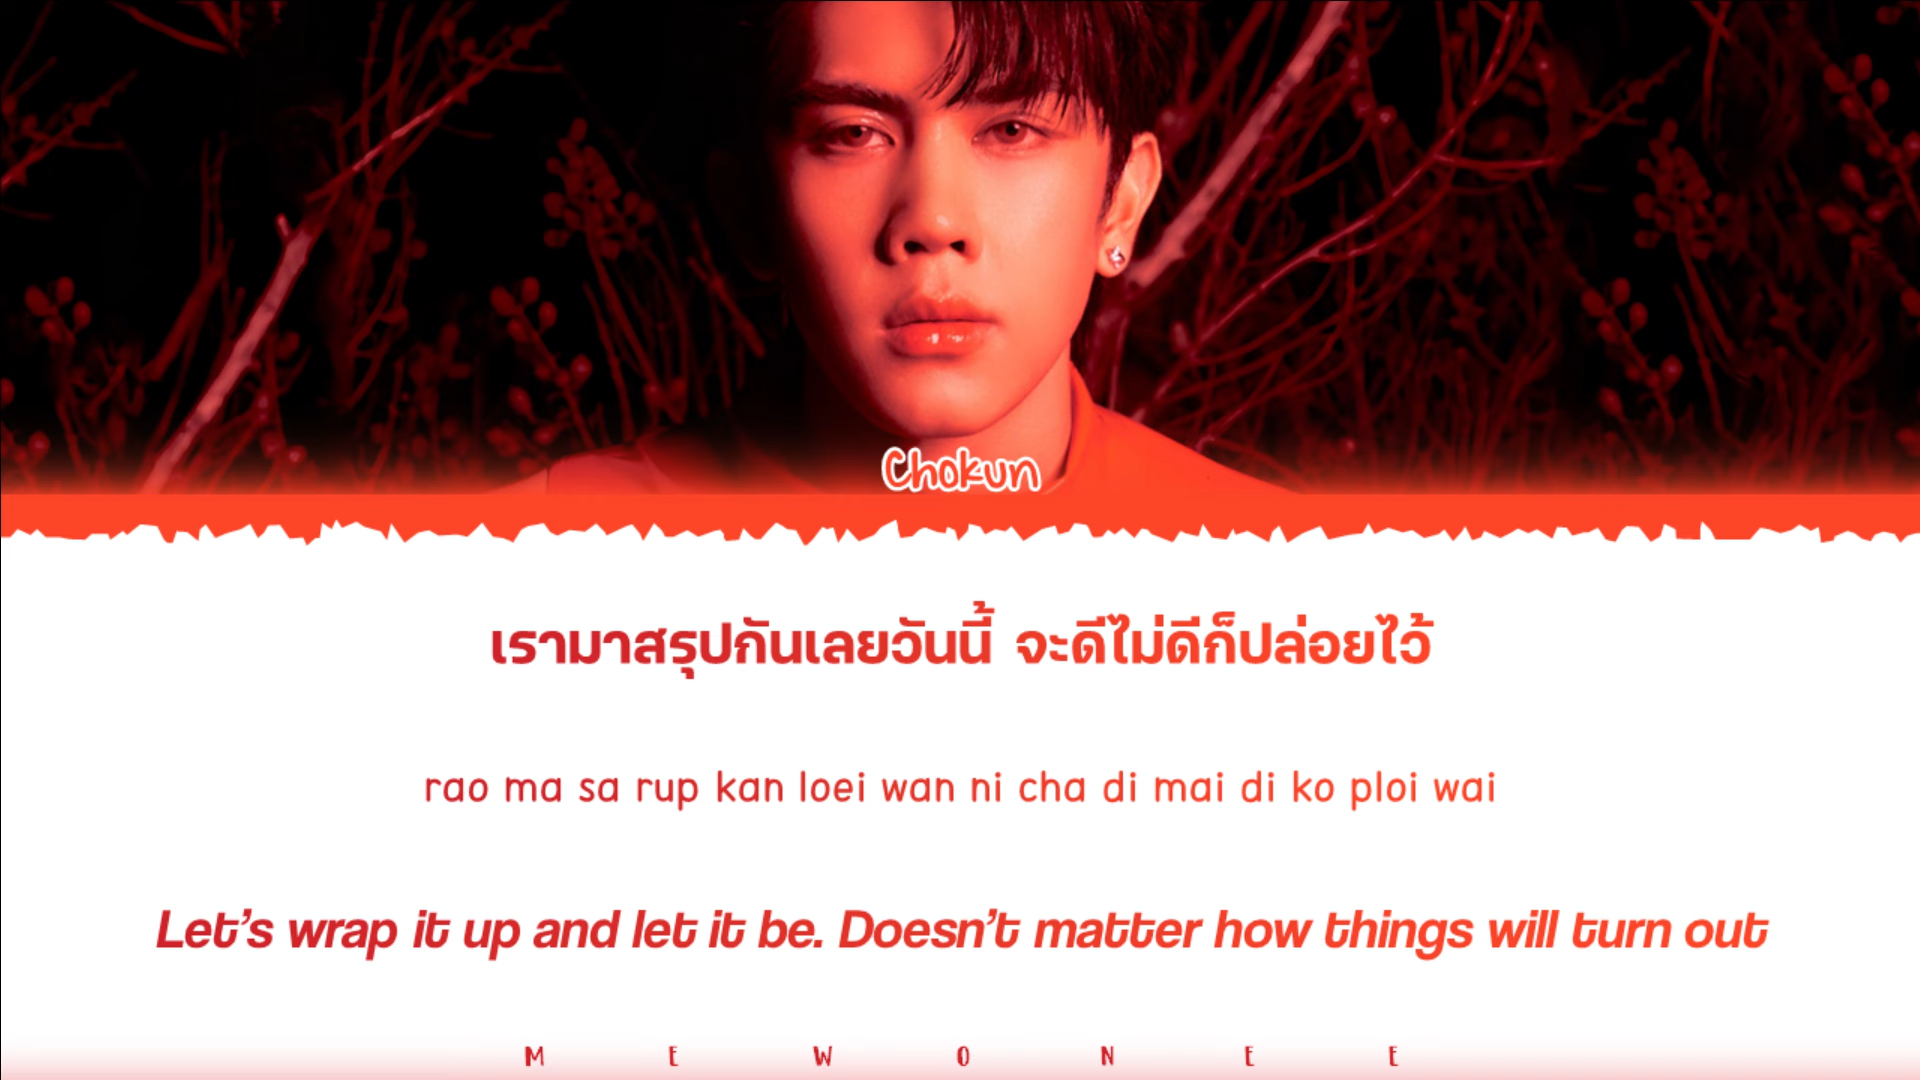 Chokun
เรามาสรุปกันเลยวันนี้ จะดีไม่ดีก็ปล่อยไว้
rao ma sa rup kan loei wan ni cha di mai di ko ploi wai
Let's wrap it up and let it be. Doesn't matter how things will turn out
M E W O N E E